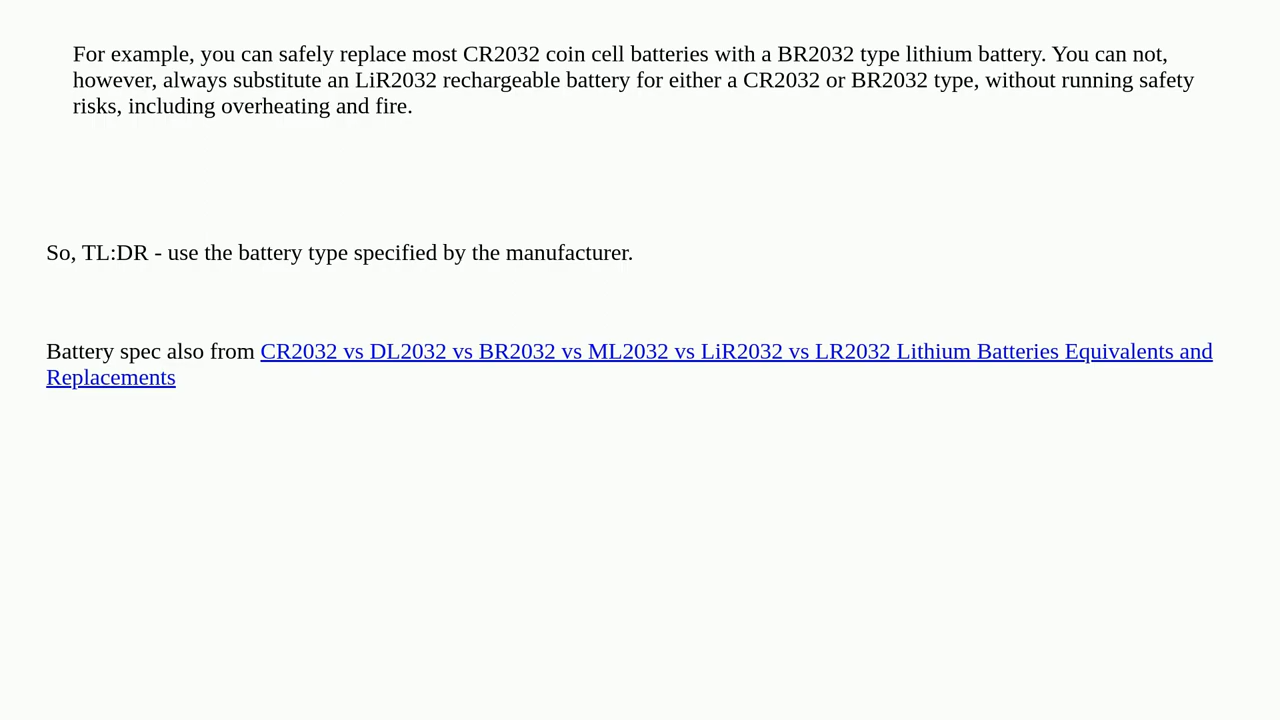 For example, you can safely replace most CR2032 coin cell batteries with a BR2032 type lithium battery. You can not,
however, always substitute an LiR2032 rechargeable battery for either a CR2032 or BR2032 type, without running safety
risks, including overheating and fire.
So, TL:DR - use the battery type specified by the manufacturer.
Battery spec also from CR2032 vs DL2032 vs BR2032 vs ML2032 vs LiR2032 vs LR2032 Lithium Batteries Equivalents and
Replacements